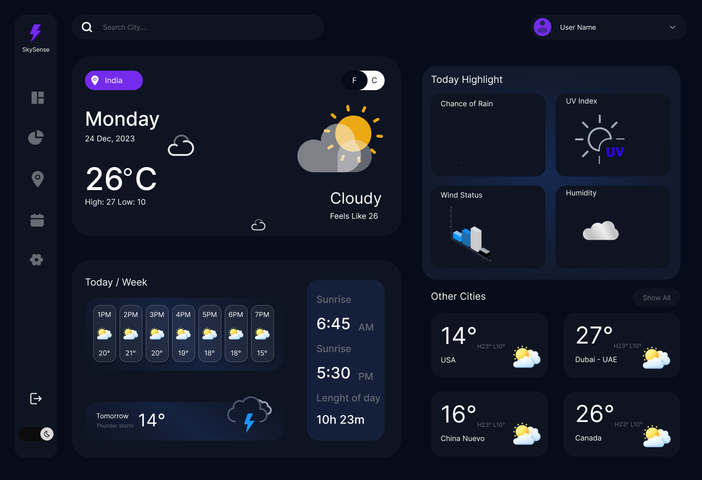 SkySense
Search City...
User Name
India
F C
Monday
24 Dec, 2023
26°C
High: 27 Low: 10
Cloudy
Feels Like 26
Today Highlight
Chance of Rain
UV Index
UV
Wind Status
Humidity
Today / Week
1PM 2PM 3PM 4PM 5PM 6PM 7PM
20° 21° 20° 19° 18° 18° 15°
Tomorrow
Thunder storm
14°
Sunrise
6:45 AM
Sunrise
5:30 PM
Lenght of day
10h 23m
Other Cities
Show All
14°
H23° L10°
USA
27°
H23° L10°
Dubai - UAE
16°
H23° L10°
China Nuevo
26°
H23° L10°
Canada